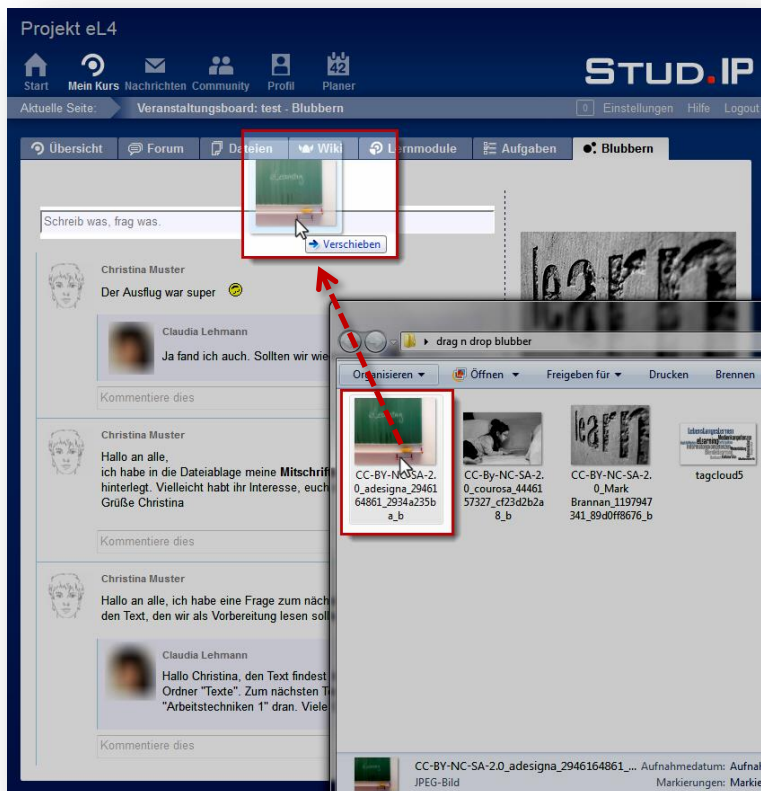 Projekt eL4
42
Start Mein Kurs Nachrichten Community Profil Planer
STUD.IP
Aktuelle Seite: Veranstaltungsboard: test - Blubbern
0 Einstellungen Hilfe Logout
Übersicht Forum Dateien Wiki Lernmodule Aufgaben Blubbern
eLearning
Schreib was, frag was.
Verschieben
learn
Christina Muster
Der Ausflug war super
Claudia Lehmann
Ja fand ich auch. Sollten wir wie
Kommentiere dies
Christina Muster
Hallo an alle,
ich habe in die Dateiablage meine Mitschrif
hinterlegt. Vielleicht habt ihr Interesse, euch
Grüße Christina
Kommentiere dies
Christina Muster
Hallo an alle, ich habe eine Frage zum näch
den Text, den wir als Vorbereitung lesen soll
Claudia Lehmann
Hallo Christina, den Text findest
Ordner "Texte". Zum nächsten T
"Arbeitstechniken 1" dran. Viele
Kommentiere dies
drag n drop blubber
Organisieren Öffnen Freigeben für Drucken Brennen
eLearning
learn
CC-BY-NC-SA-2.
0_adesigna_29461
64861_2934a235b
a_b
CC-By-NC-SA-2.
0_courosa_44461
57327_cf23d2b2a
8_b
CC-BY-NC-SA-2.
0_Mark
Brannan_1197947
341_89d0ff8676_b
tagcloud5
CC-BY-NC-SA-2.0_adesigna_2946164861_... Aufnahmedatum: Aufnah
JPEG-Bild Markierungen: Markie